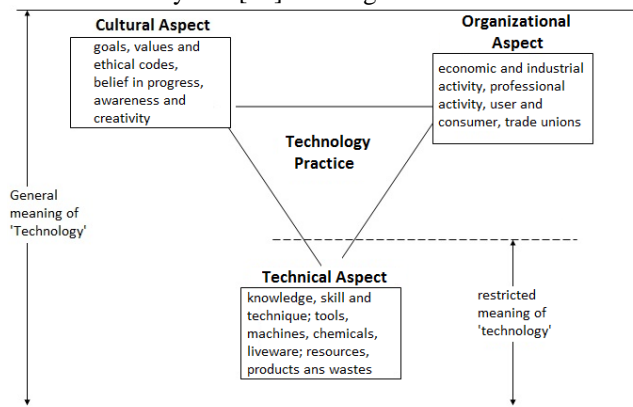 Cultural Aspect
goals, values and
ethical codes,
belief in progress,
awareness and
creativity
Organizational
Aspect
economic and industrial
activity, professional
activity, user and
consumer, trade unions
Technology
Practice
General
meaning of
'Technology'
Technical Aspect
knowledge, skill and
technique; tools,
machines, chemicals,
liveware; resources,
products ans wastes
restricted
meaning of
'technology'